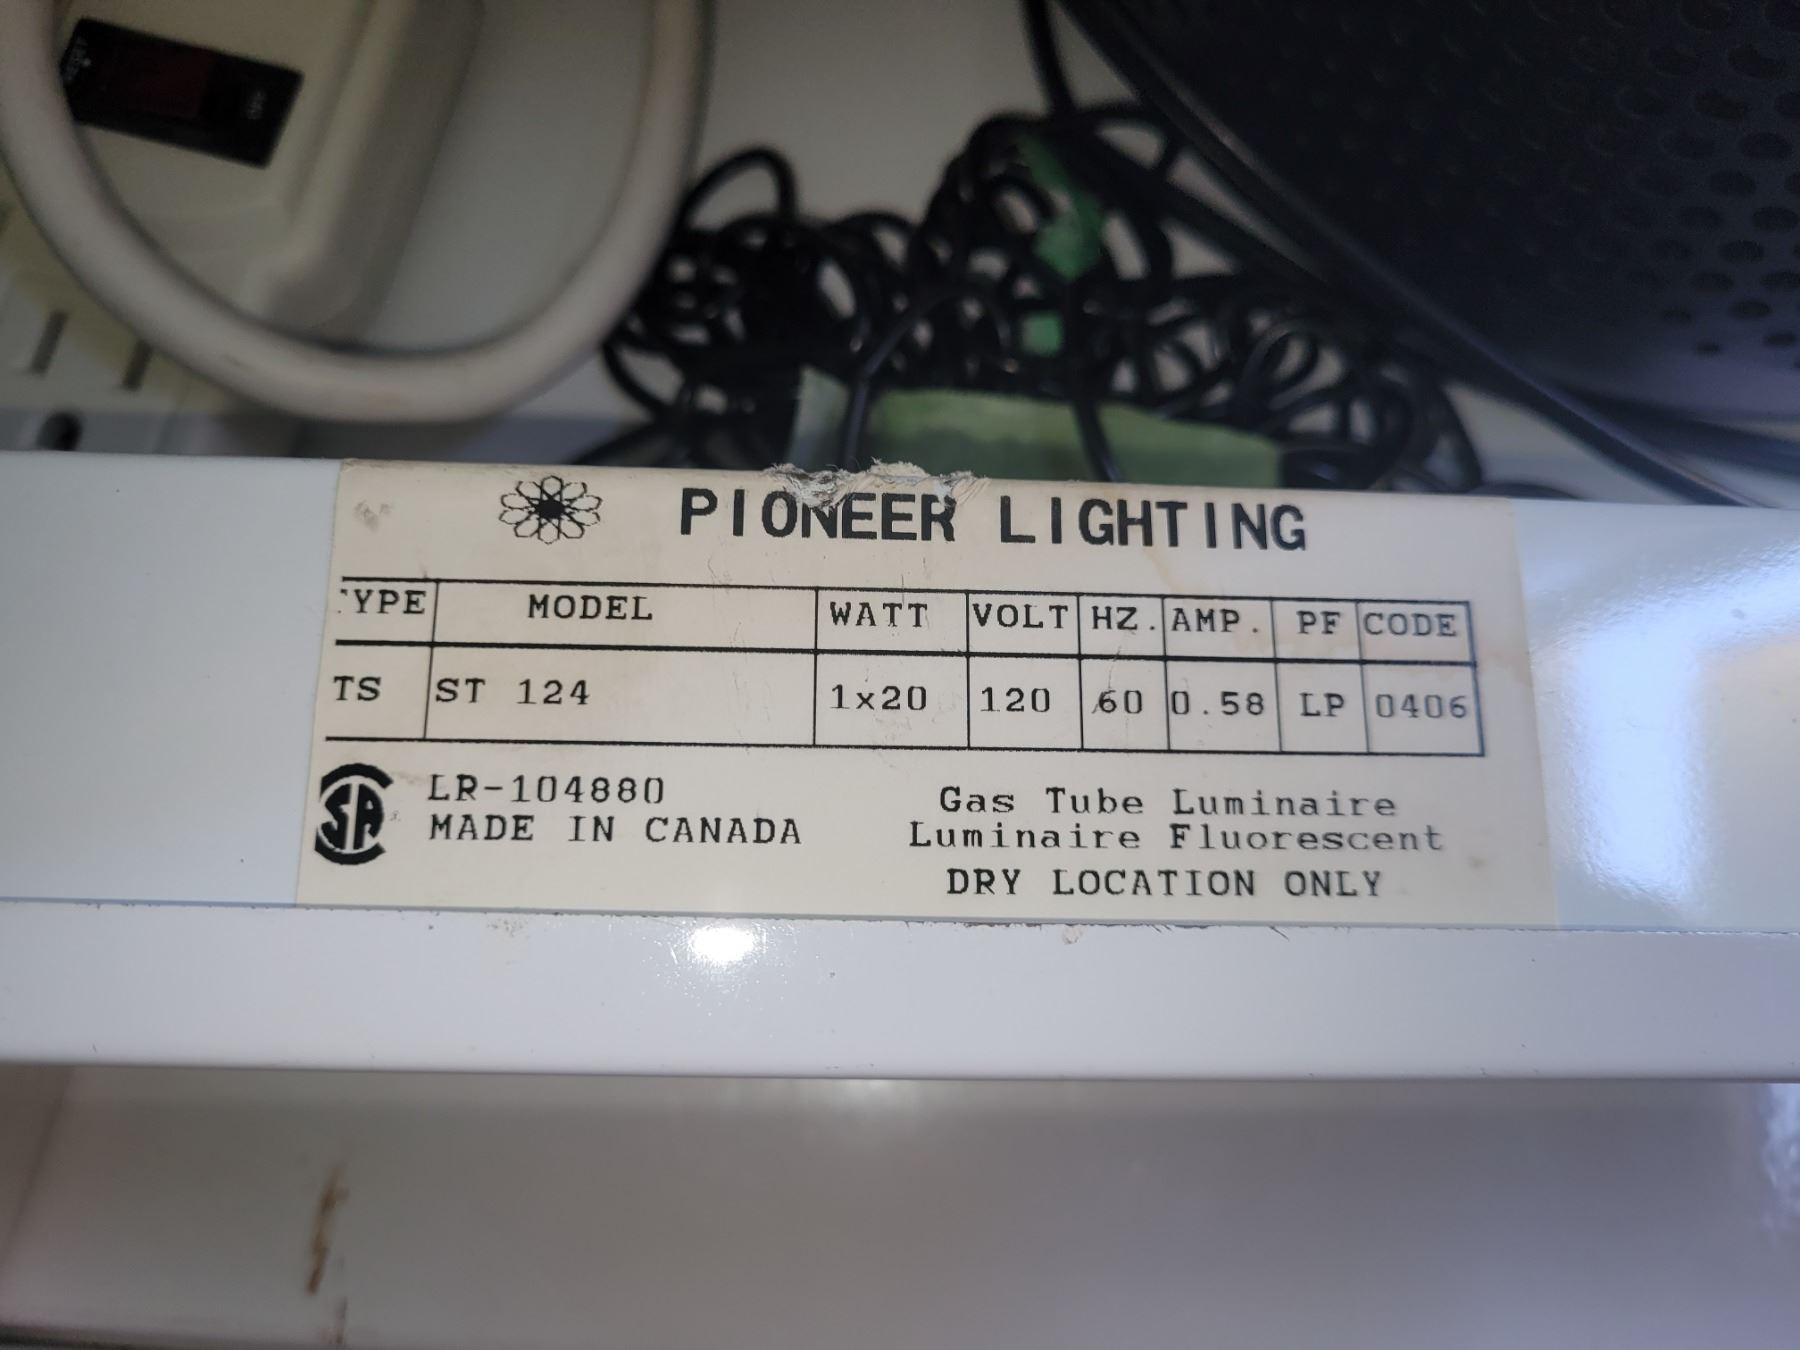 PIONEER LIGHTING
TYPE MODEL WATT VOLT HZ. AMP. PF CODE
TS ST 124 1x20 120 60 0.58 LP 0406
SA LR-104880
MADE IN CANADA
Gas Tube Luminaire
Luminaire Fluorescent
DRY LOCATION ONLY